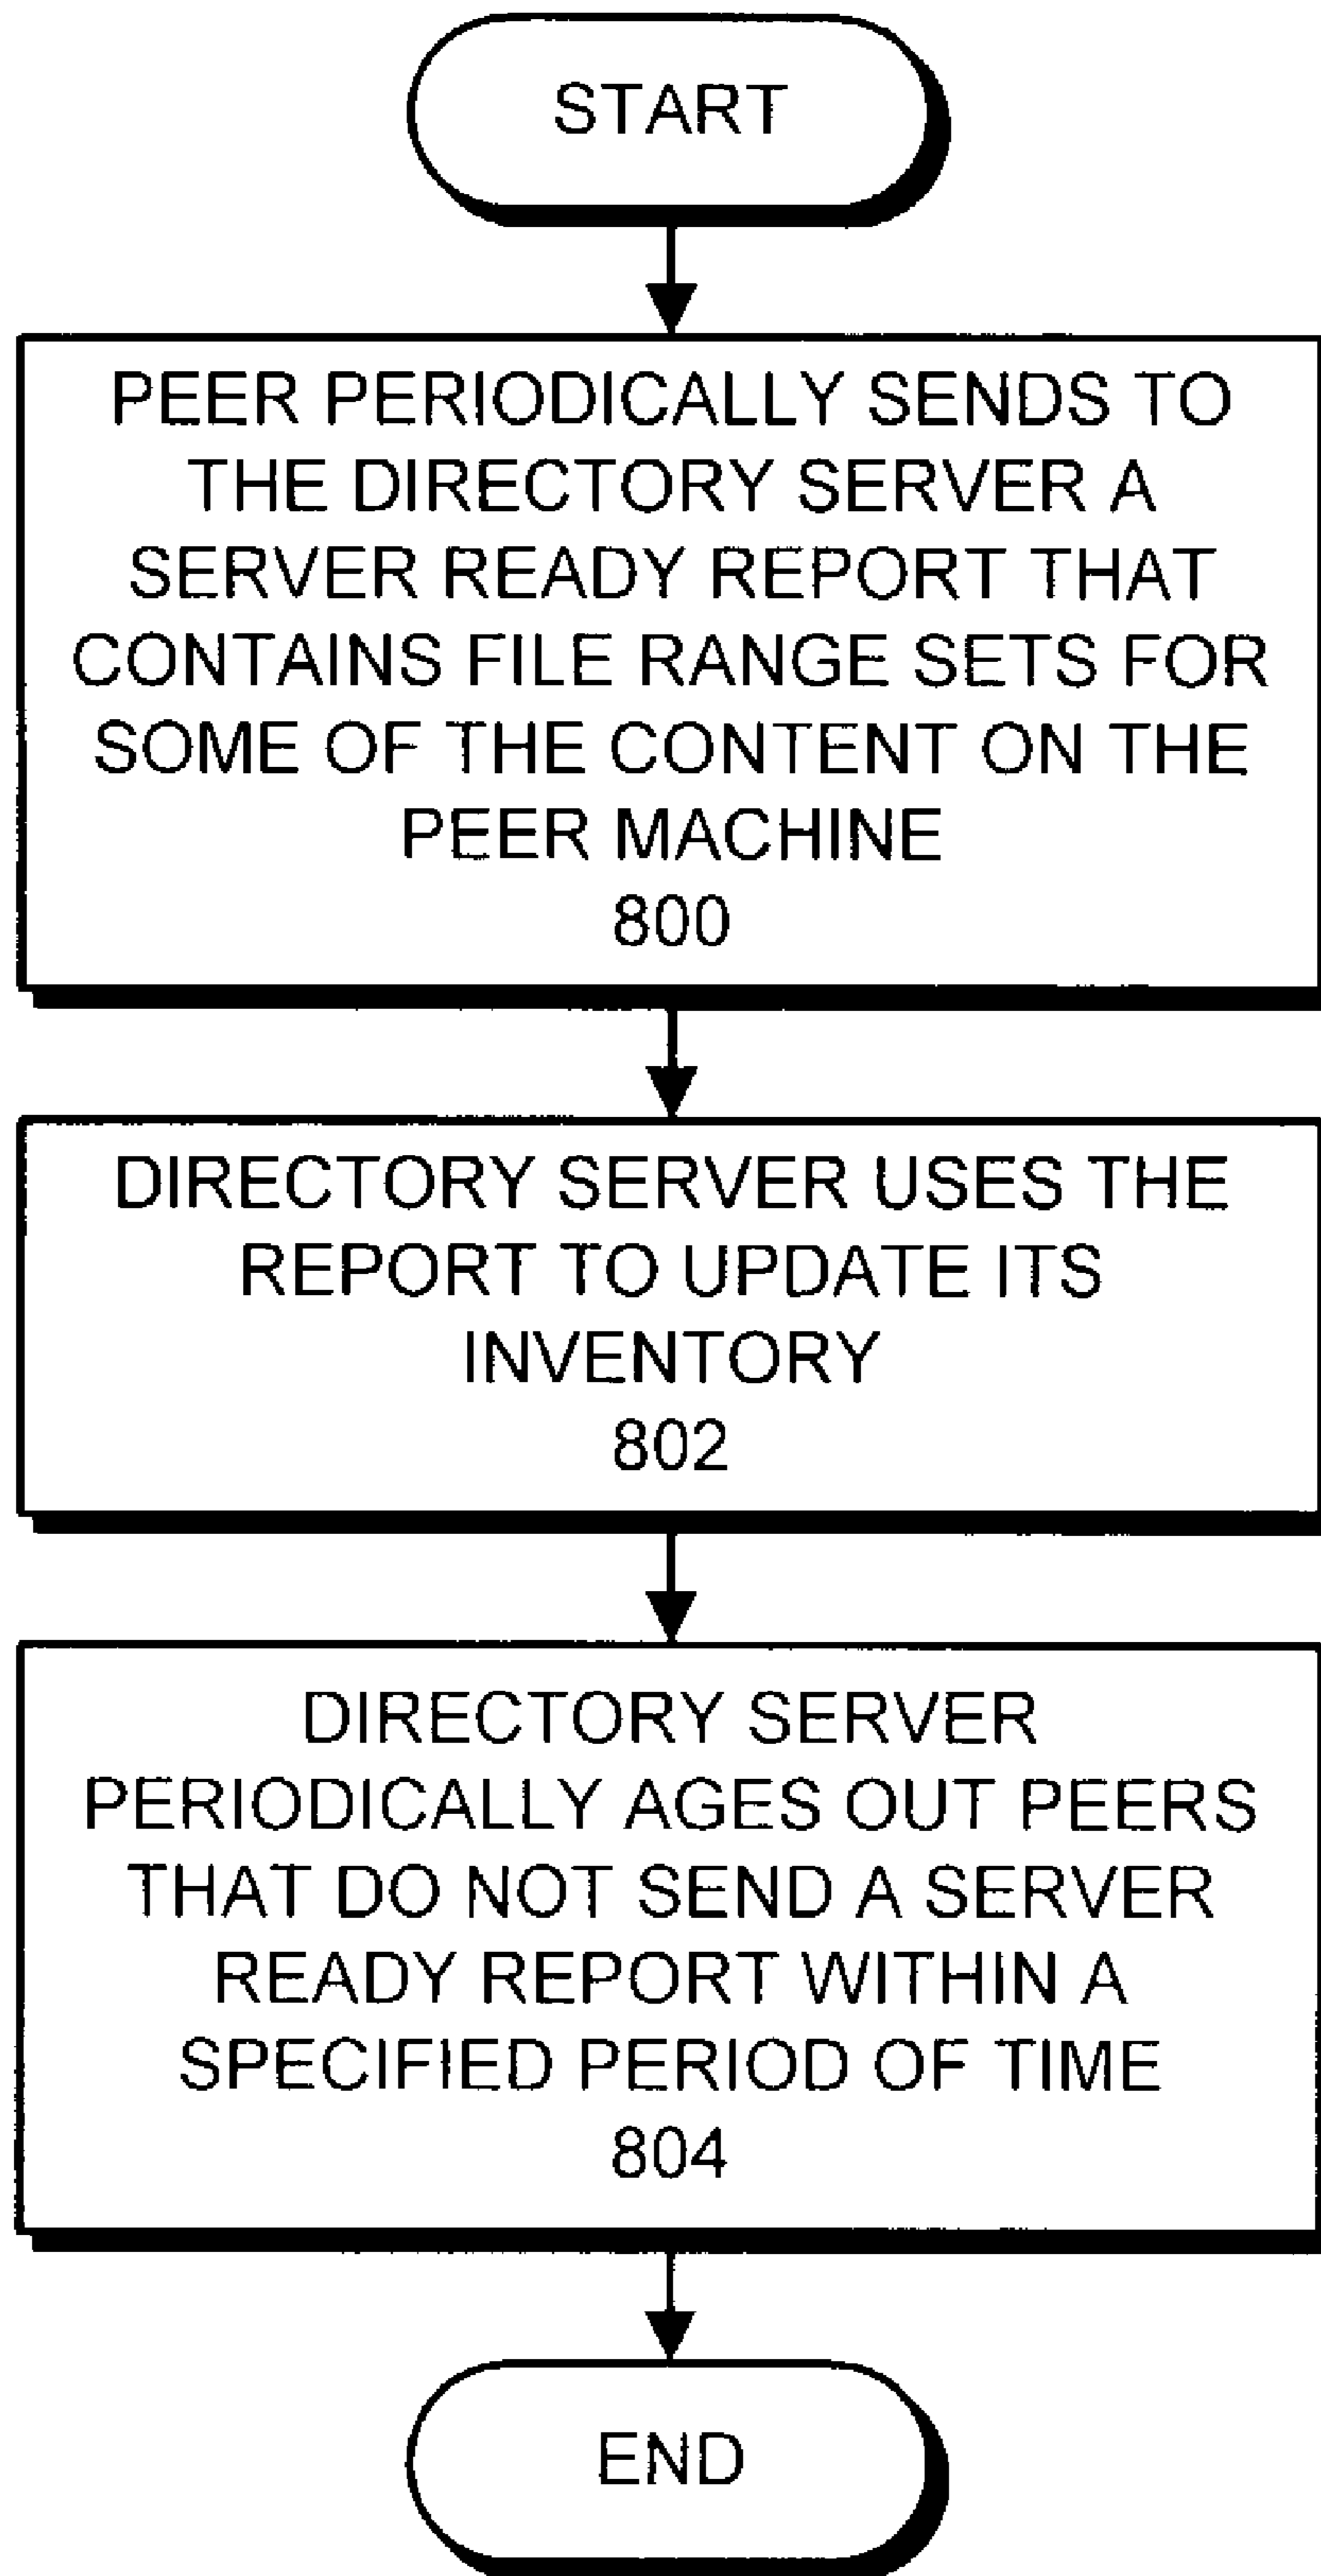 START
PEER PERIODICALLY SENDS TO
THE DIRECTORY SERVER A
SERVER READY REPORT THAT
CONTAINS FILE RANGE SETS FOR
SOME OF THE CONTENT ON THE
PEER MACHINE
800
DIRECTORY SERVER USES THE
REPORT TO UPDATE ITS
INVENTORY
802
DIRECTORY SERVER
PERIODICALLY AGES OUT PEERS
THAT DO NOT SEND A SERVER
READY REPORT WITHIN A
SPECIFIED PERIOD OF TIME
804
END